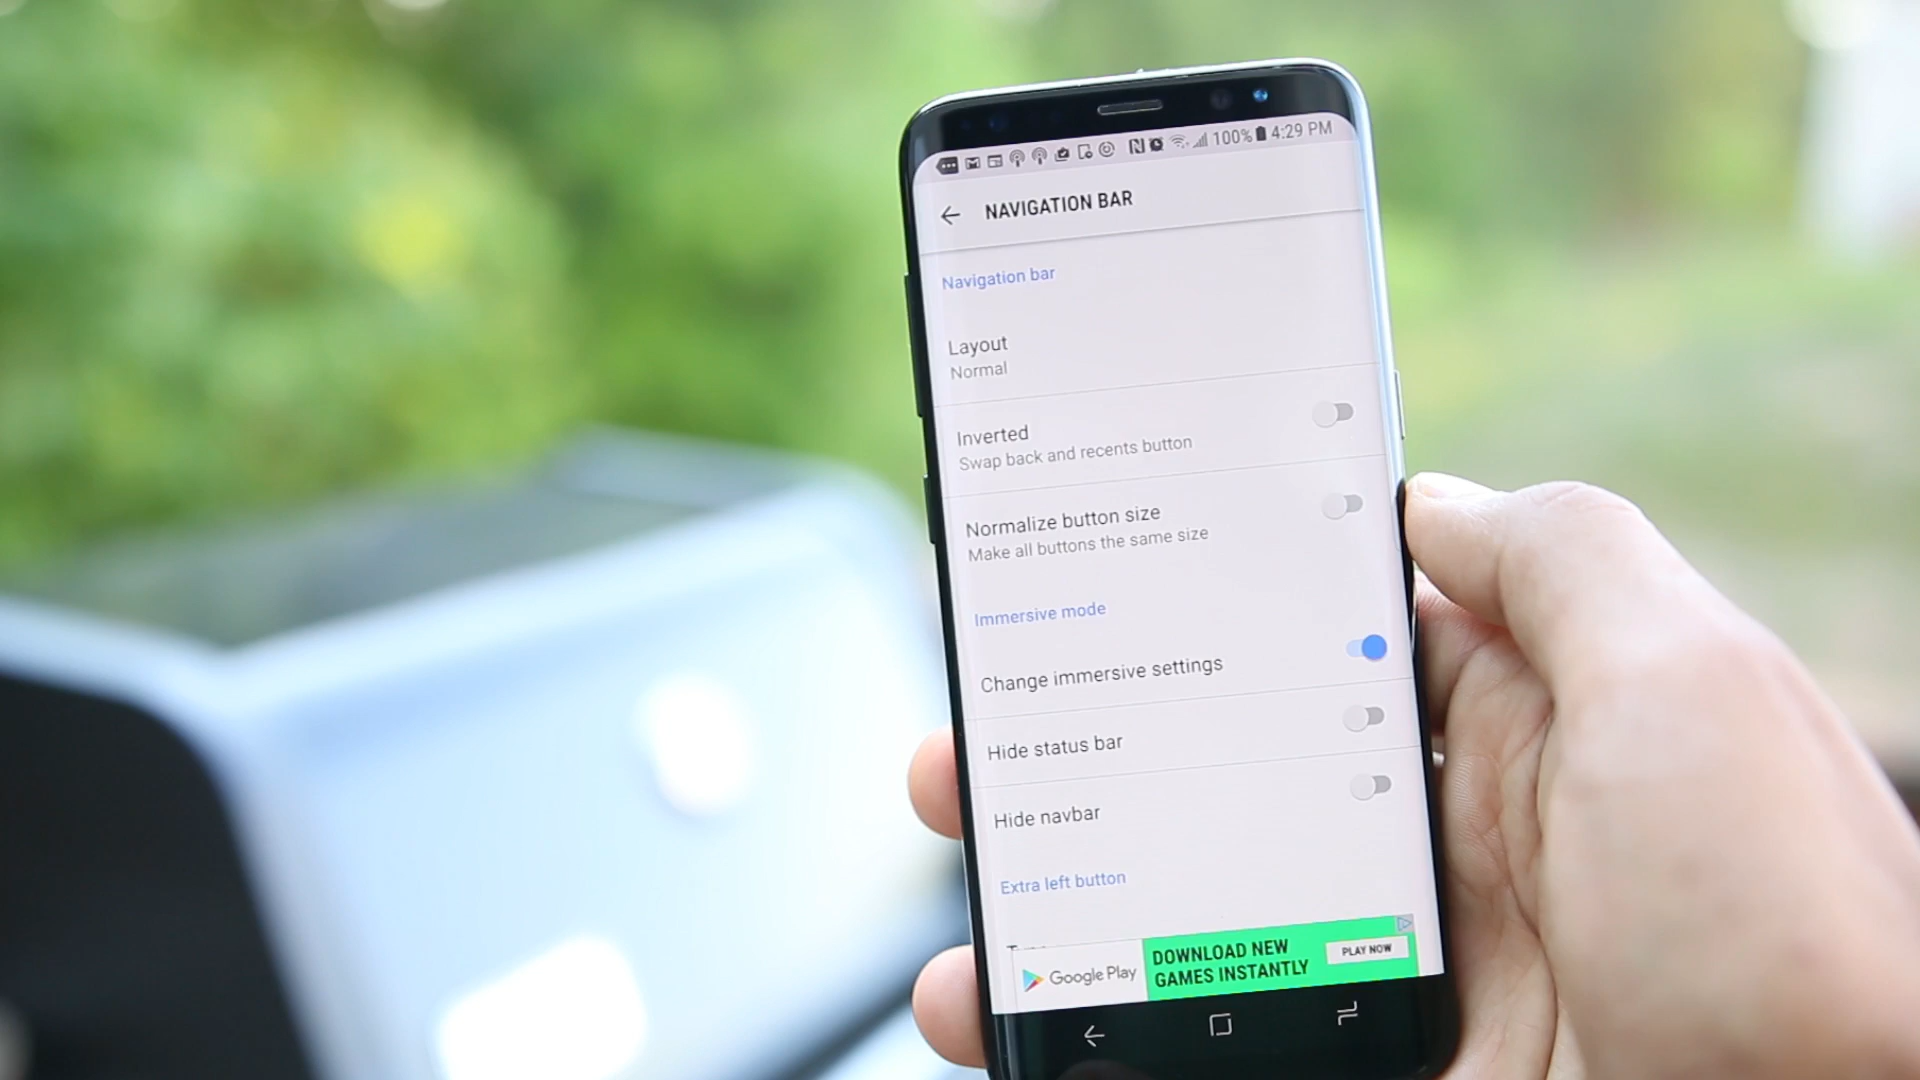 100% 4:29 PM
NAVIGATION BAR
Navigation bar
Layout
Normal
Inverted
Swap back and recents button
Normalize button size
Make all buttons the same size
Immersive mode
Change immersive settings
Hide status bar
Hide navbar
Extra left button
Google Play
DOWNLOAD NEW
GAMES INSTANTLY
PLAY NOW